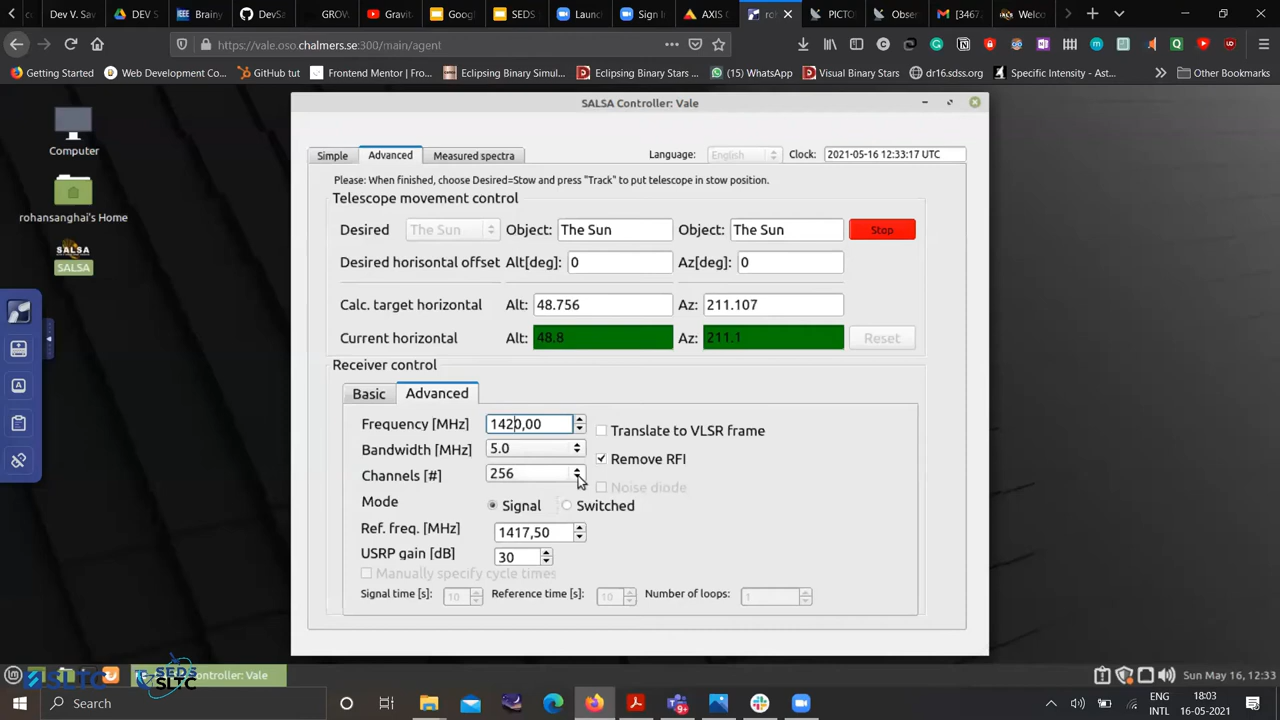 Dev V. DEV S Brainy DevSa GROW Gravit Googl SEDS Launc Sign In AXIS C roh PICTO Obser [3467 Welco
https://vale.oso.chalmers.se:300/main/agent
Getting Started Web Development Co... GitHub tut Frontend Mentor | Fro... Eclipsing Binary Simul... Eclipsing Binary Stars ... (15) WhatsApp Visual Binary Stars dr16.sdss.org Specific Intensity - Ast... Other Bookmarks
Computer
rohansanghai's Home
SALSA
SALSA
SALSA Controller: Vale
Simple Advanced Measured spectra Language: English Clock: 2021-05-16 12:33:17 UTC
Please: When finished, choose Desired=Stow and press "Track" to put telescope in stow position.
Telescope movement control
Desired The Sun Object: The Sun Object: The Sun Stop
Desired horisontal offset Alt[deg]: 0 Az[deg]: 0
Calc. target horizontal Alt: 48.756 Az: 211.107
Current horizontal Alt: 48.8 Az: 211.1 Reset
Receiver control
Basic Advanced
Frequency [MHz] 1420,00 Translate to VLSR frame
Bandwidth [MHz] 5.0 Remove RFI
Channels [#] 256 Noise diode
Mode Signal Switched
Ref. freq. [MHz] 1417,50
USRP gain [dB] 30
Manually specify cycle times
Signal time [s]: 10 Reference time [s]: 10 Number of loops: 1
SLTC SEDS SLTC Controller: Vale Sun May 16, 12:33
Search ENG INTL 18:03 16-05-2021